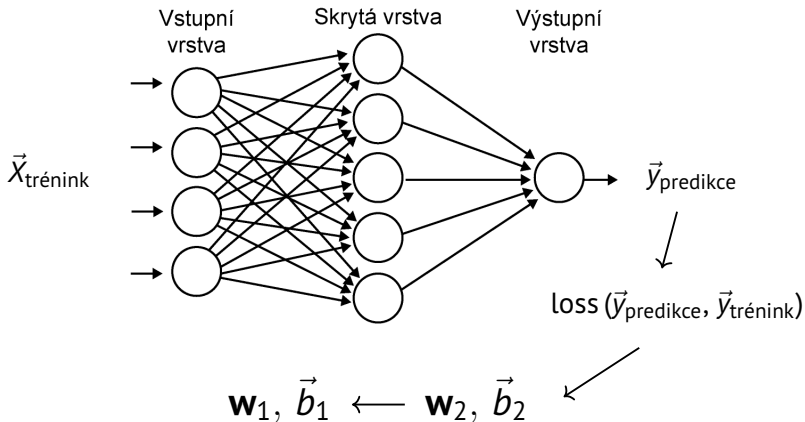 Vstupní
vrstva
Skrytá vrstva
Výstupní
vrstva
X⃗trénink
y⃗predikce
loss (y⃗predikce, y⃗trénink)
w1, b⃗1 ⟵ w2, b⃗2